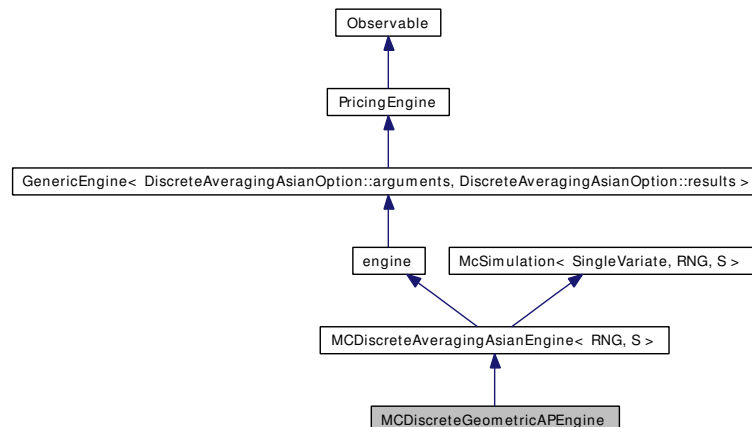 Observable
PricingEngine
GenericEngine< DiscreteAveragingAsianOption::arguments, DiscreteAveragingAsianOption::results >
engine
McSimulation< SingleVariate, RNG, S >
MCDiscreteAveragingAsianEngine< RNG, S >
MCDiscreteGeometricAPEngine